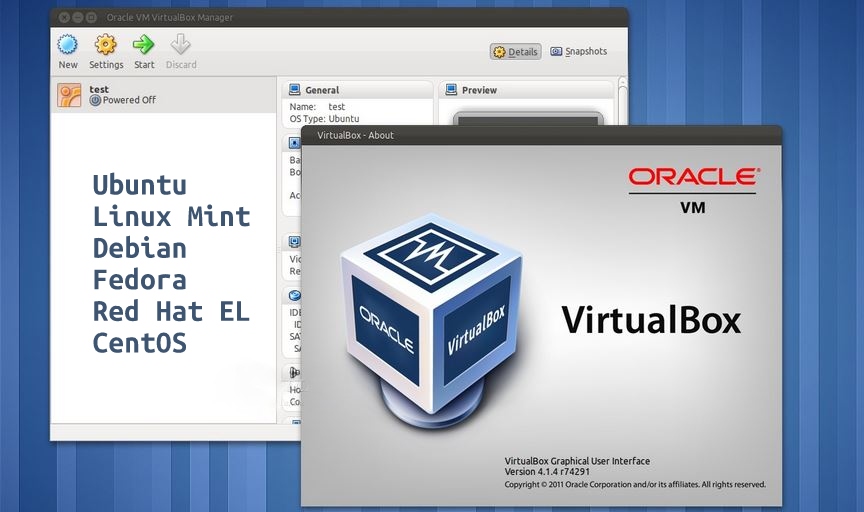 Oracle VM VirtualBox Manager
New
Settings
Start
Discard
Details
Snapshots
test
Powered Off
General
Name: test
OS Type: Ubuntu
Preview
Ubuntu
Linux Mint
Debian
Fedora
Red Hat EL
CentOS
VirtualBox - About
ORACLE®
VM
ORACLE
VirtualBox
VirtualBox
VirtualBox Graphical User Interface
Version 4.1.4 r74291
Copyright © 2011 Oracle Corporation and/or its affiliates. All rights reserved.